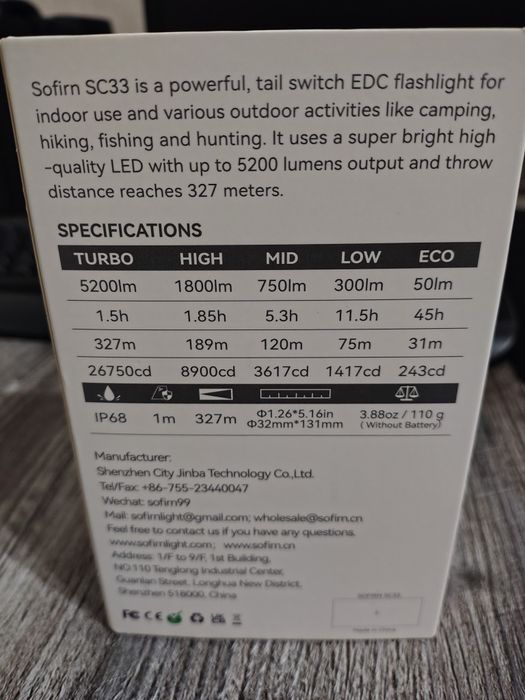 Sofirn SC33 is a powerful, tail switch EDC flashlight for
indoor use and various outdoor activities like camping,
hiking, fishing and hunting. It uses a super bright high
-quality LED with up to 5200 lumens output and throw
distance reaches 327 meters.
SPECIFICATIONS
TURBO HIGH MID LOW ECO
5200lm 1800lm 750lm 300lm 50lm
1.5h 1.85h 5.3h 11.5h 45h
327m 189m 120m 75m 31m
26750cd 8900cd 3617cd 1417cd 243cd
IP68 1m 327m Φ1.26*5.16in 3.88oz / 110 g
Φ32mm*131mm ( Without Battery)
Manufacturer:
Shenzhen City Jinba Technology Co.,Ltd.
Tel/Fax: +86-755-23440047
Wechat: sofirn99
Mail: sofirnlight@gmail.com; wholesale@sofirn.cn
Feel free to contact us if you have any questions.
www.sofirnlight.com; www.sofirn.cn
Address: 1/F to 9/F, 1st Building,
NO.110 Tenglong Industrial Center,
Guanlan Street, Longhua New District,
Shenzhen 518000, China
FC CE
SOFIRN SC33
Made in China